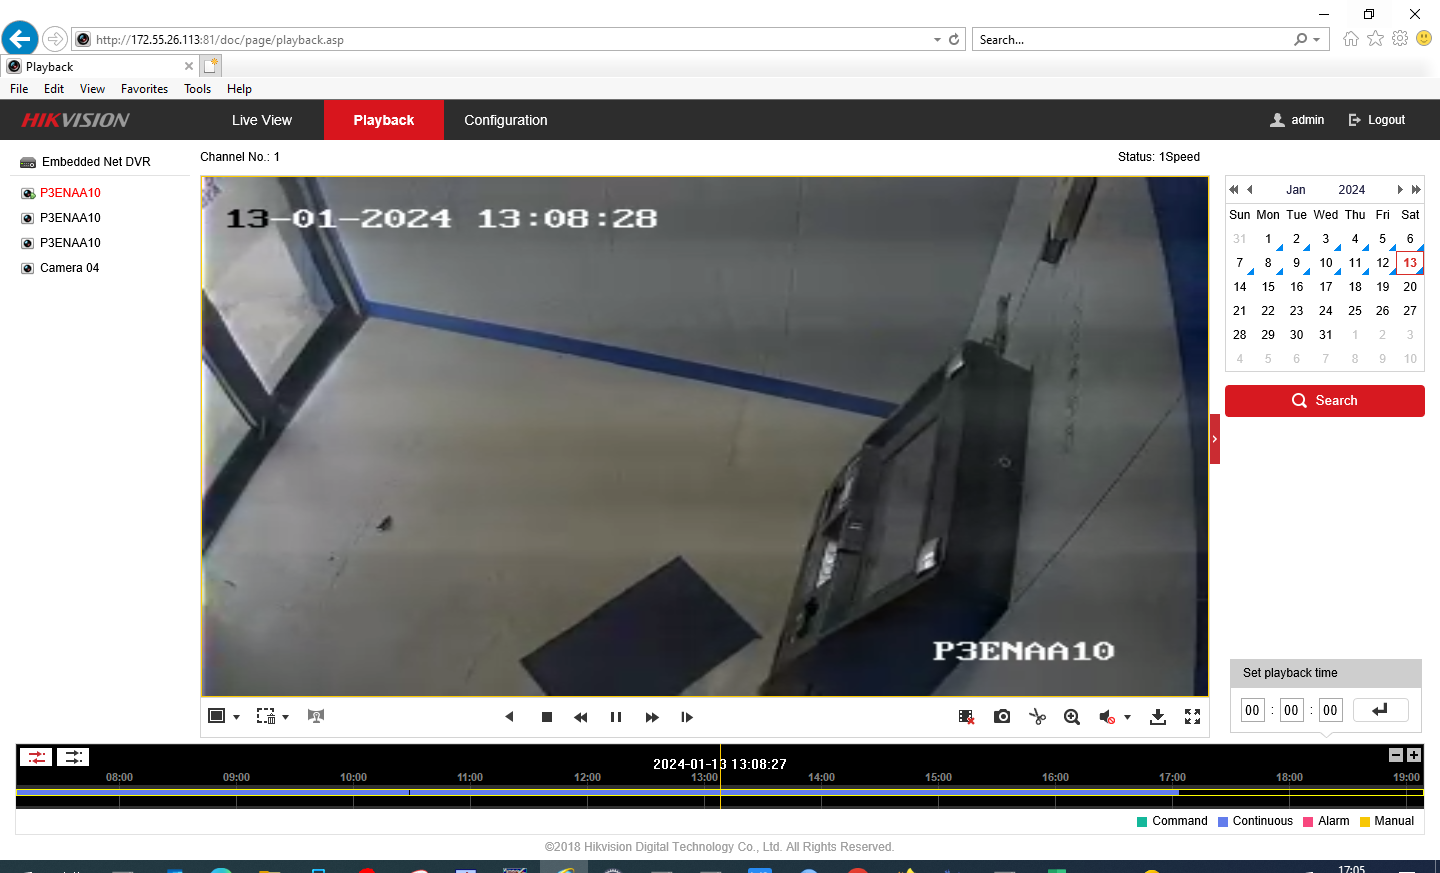 http://172.55.26.113:81/doc/page/playback.asp
Search...
Playback
File Edit View Favorites Tools Help
HIKVISION
Live View Playback Configuration
admin Logout
Embedded Net DVR
P3ENAA10
P3ENAA10
P3ENAA10
Camera 04
Channel No.: 1
Status: 1Speed
13-01-2024 13:08:28
P3ENAA10
Jan 2024
Sun Mon Tue Wed Thu Fri Sat
31 1 2 3 4 5 6
7 8 9 10 11 12 13
14 15 16 17 18 19 20
21 22 23 24 25 26 27
28 29 30 31 1 2 3
4 5 6 7 8 9 10
Search
Set playback time
00 : 00 : 00
2024-01-13 13:08:27
08:00 09:00 10:00 11:00 12:00 13:00 14:00 15:00 16:00 17:00 18:00 19:00
Command Continuous Alarm Manual
©2018 Hikvision Digital Technology Co., Ltd. All Rights Reserved.
17:05